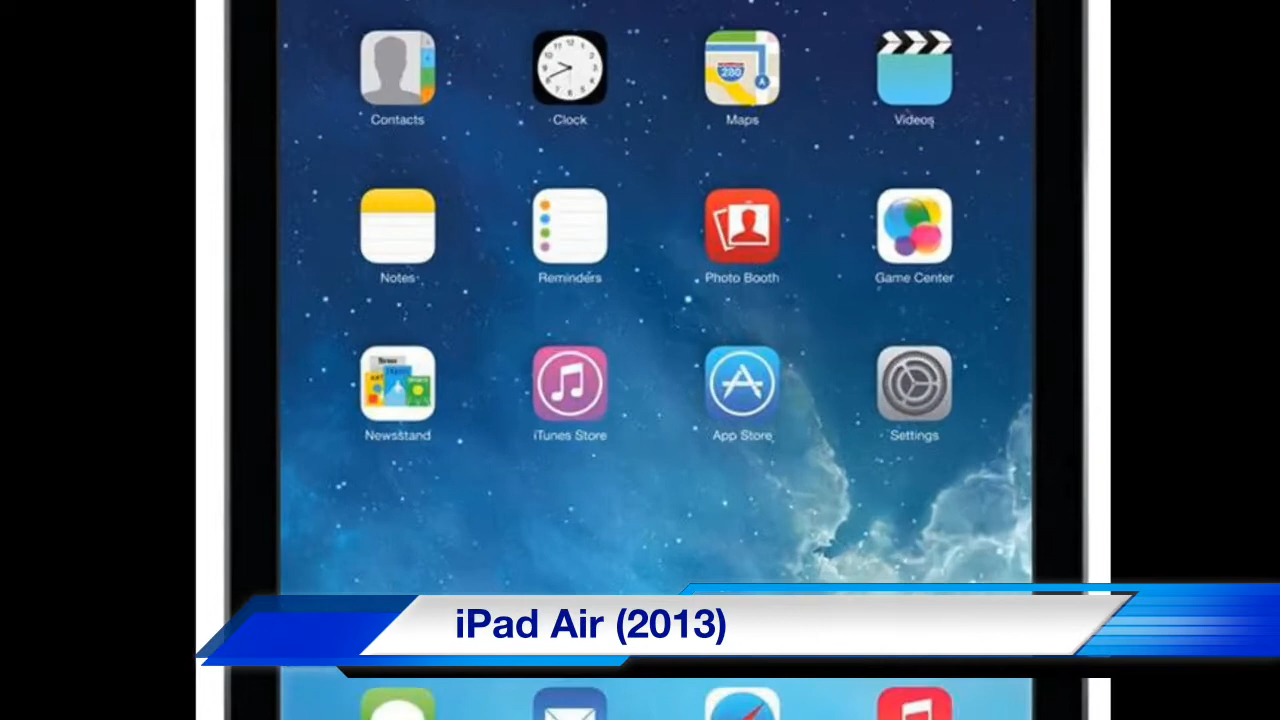 Contacts Clock Maps Videos
Notes Reminders Photo Booth Game Center
Newsstand iTunes Store App Store Settings
iPad Air (2013)